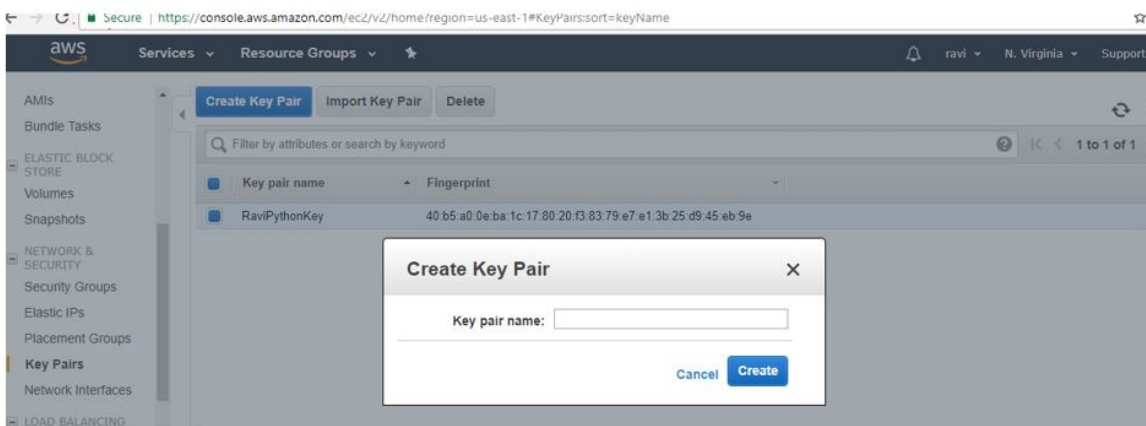 Secure | https://console.aws.amazon.com/ec2/v2/home?region=us-east-1#KeyPairs:sort=keyName
aws Services Resource Groups ravi N. Virginia Support
AMIs
Bundle Tasks
ELASTIC BLOCK
STORE
Volumes
Snapshots
NETWORK &
SECURITY
Security Groups
Elastic IPs
Placement Groups
Key Pairs
Network Interfaces
LOAD BALANCING
Create Key Pair Import Key Pair Delete
Filter by attributes or search by keyword 1 to 1 of 1
Key pair name Fingerprint
RaviPythonKey 40:b5:a0:0e:ba:1c:17:80:20:f3:83:79:e7:e1:3b:25:d9:45:eb:9e
Create Key Pair
Key pair name:
Cancel Create